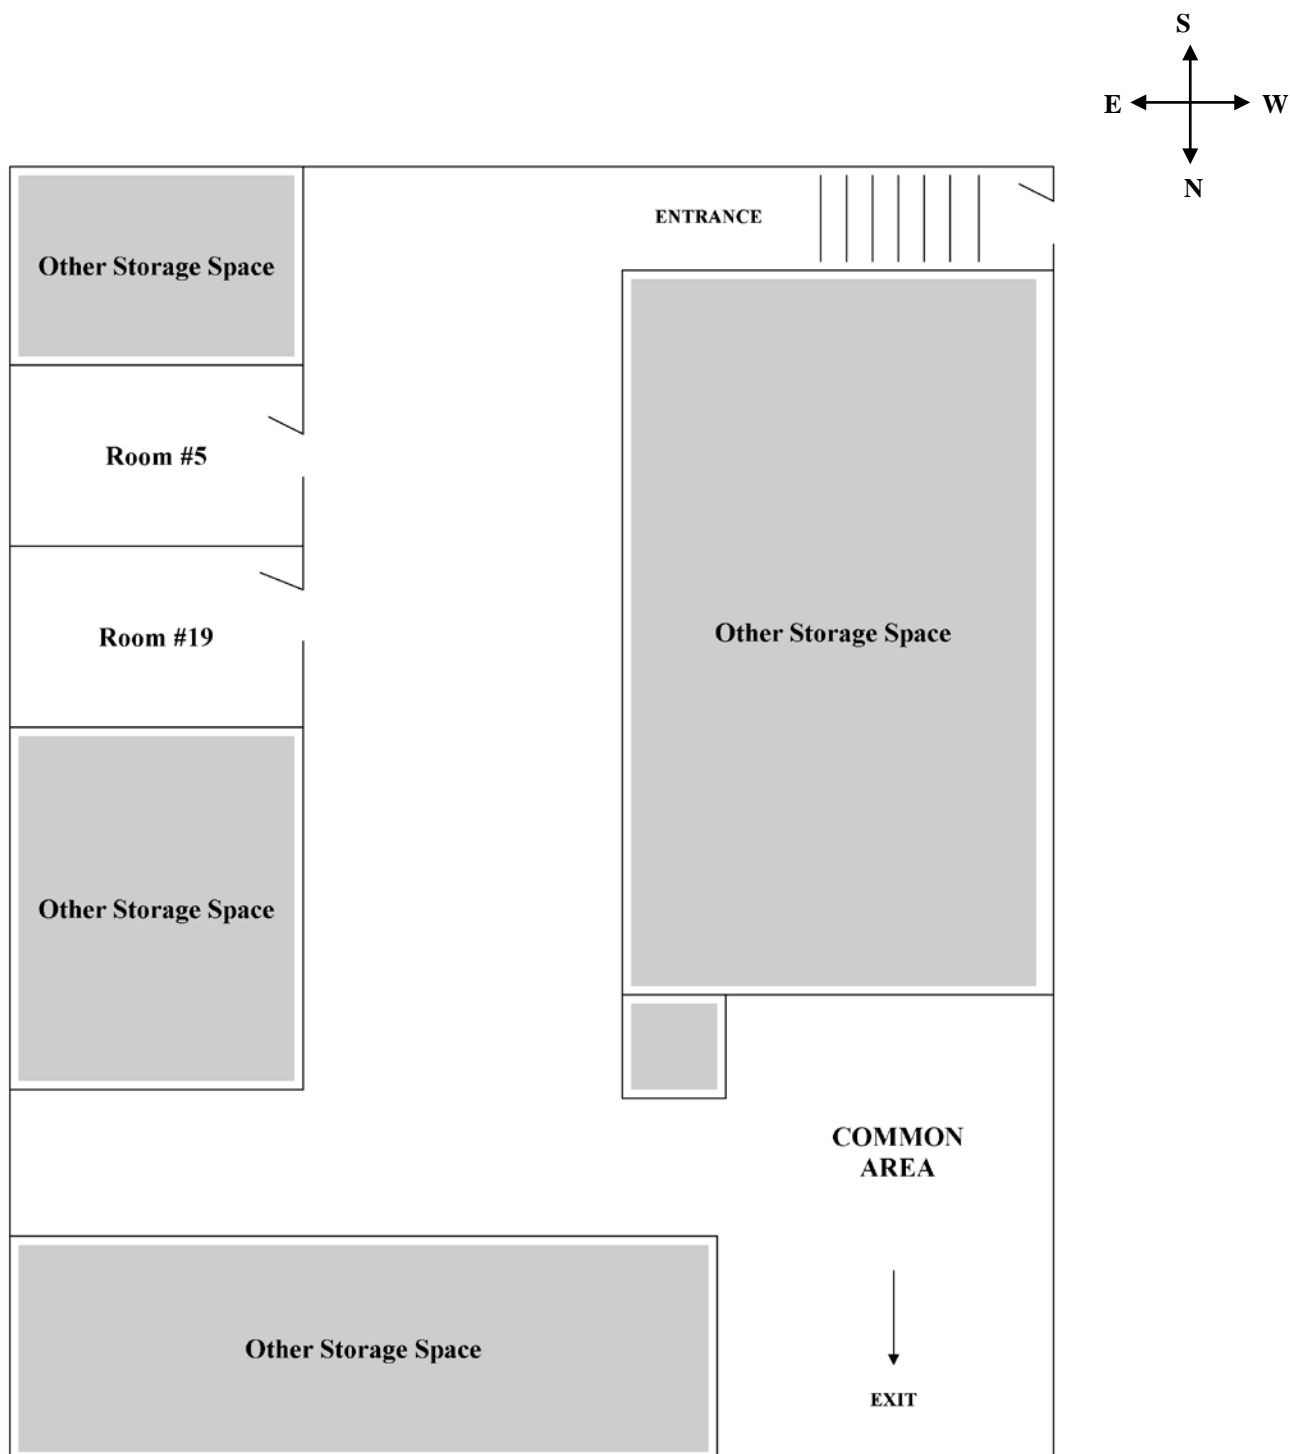 S
E W
N
ENTRANCE
Other Storage Space
Room #5
Other Storage Space
Room #19
Other Storage Space
COMMON
AREA
Other Storage Space
EXIT